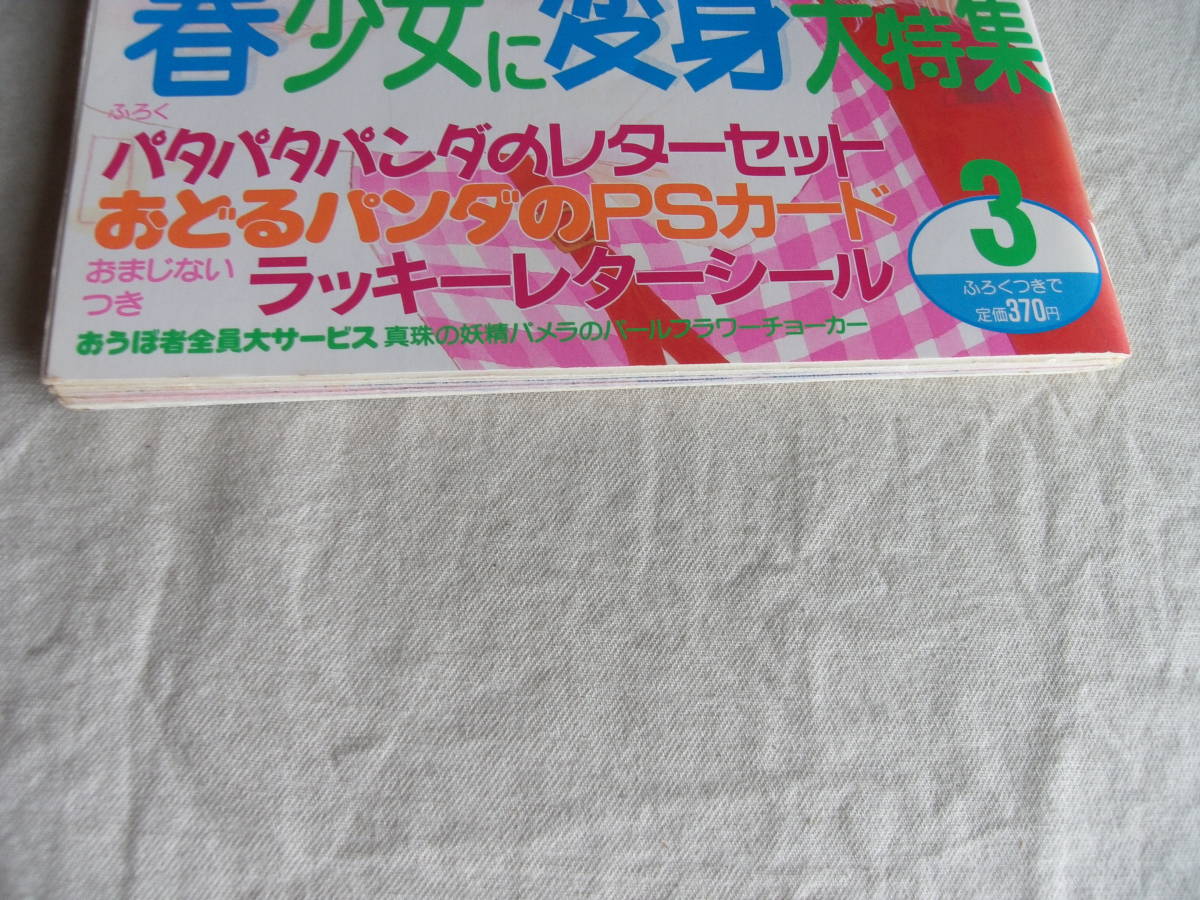 春少女に変身大特集
ふろく
パタパタパンダのレターセット
おどるパンダのPSカード
おまじない
つき
ラッキーレターシール
おうぼ者全員大サービス 真珠の妖精パメラのパールフラワーチョーカー
3
ふろくつきで
定価370円